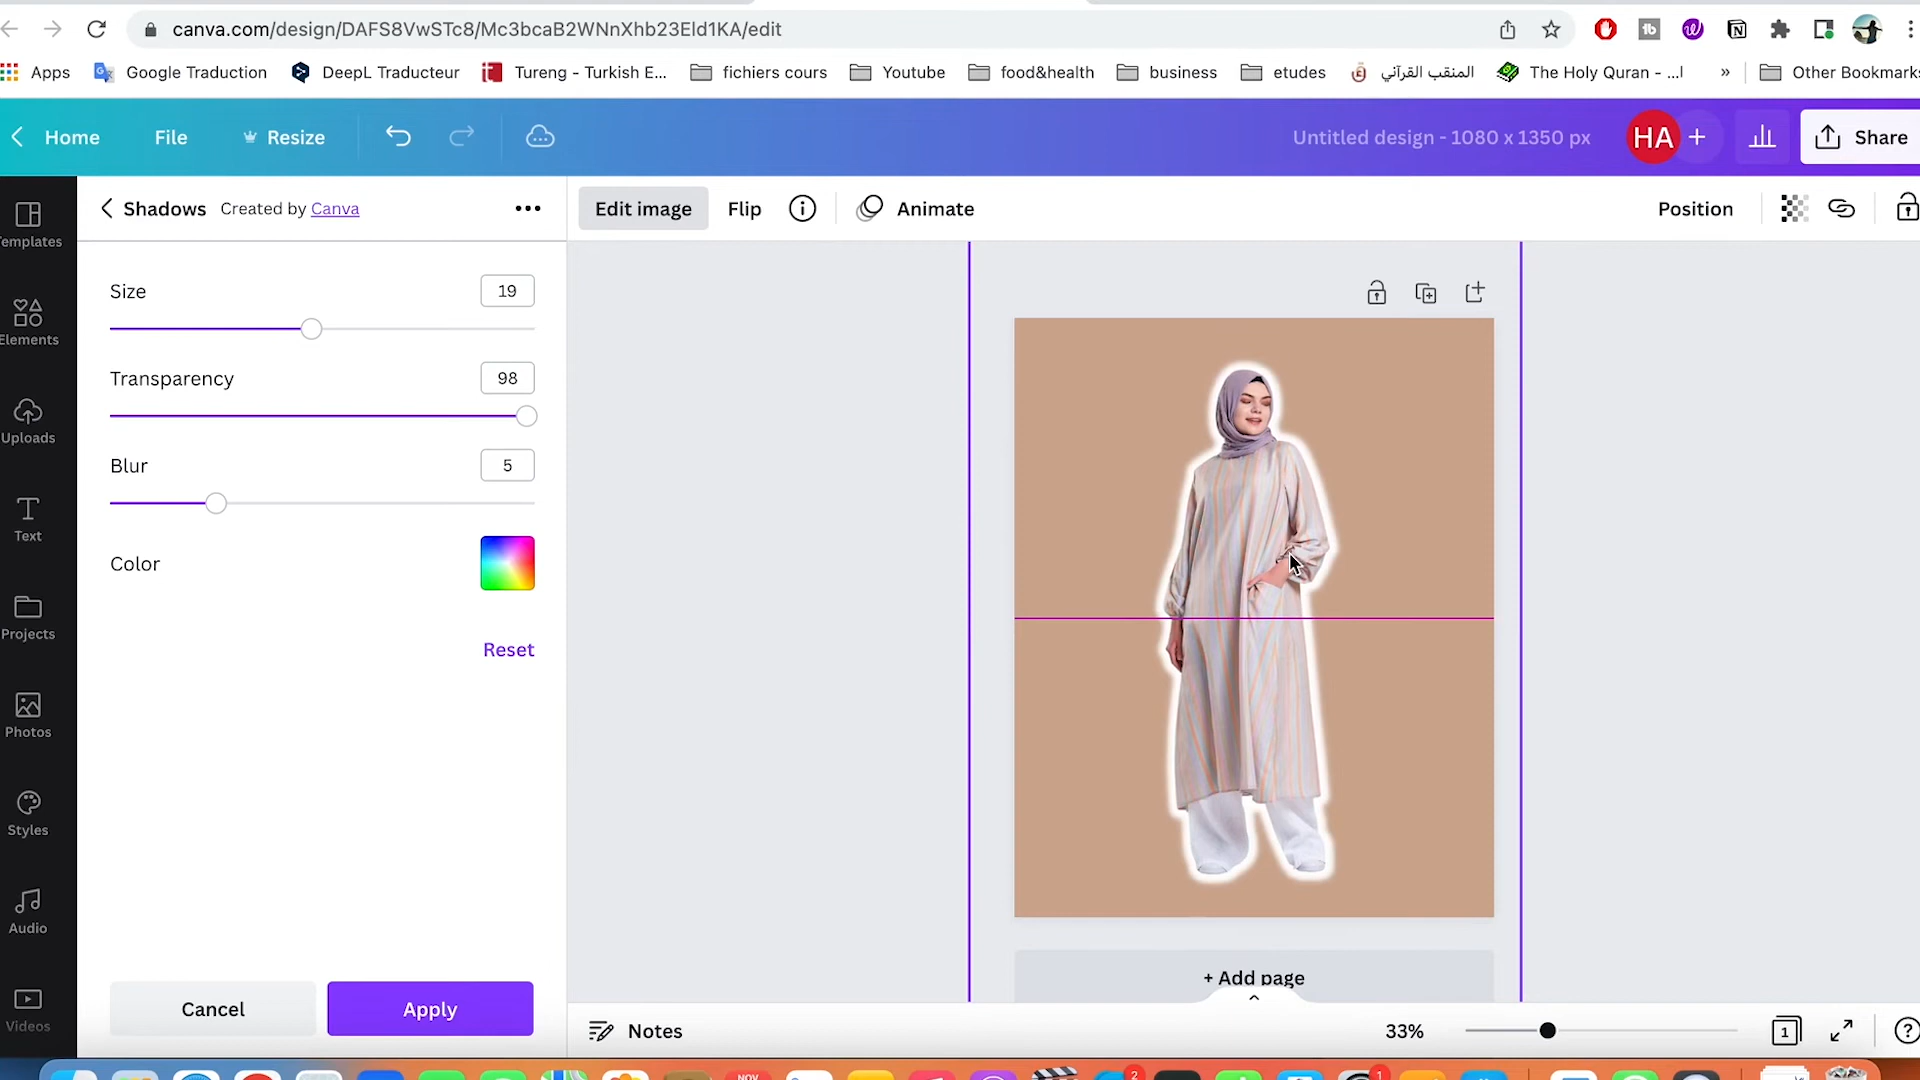 canva.com/design/DAFS8VwSTc8/Mc3bcaB2WNnXhb23Eld1KA/edit
Apps
Google Traduction
DeepL Traducteur
Tureng - Turkish E...
fichiers cours
Youtube
food&health
business
etudes
المنقب القرآني
The Holy Quran - ...l
»
Other Bookmarks
Home
File
Resize
Untitled design - 1080 x 1350 px
HA
+
Share
Shadows
Created by Canva
Edit image
Flip
Animate
Position
Templates
Elements
Uploads
Text
Projects
Photos
Styles
Audio
Videos
Size
19
Transparency
98
Blur
5
Color
Reset
Cancel
Apply
+ Add page
Notes
33%
1
?
NOV
2
1